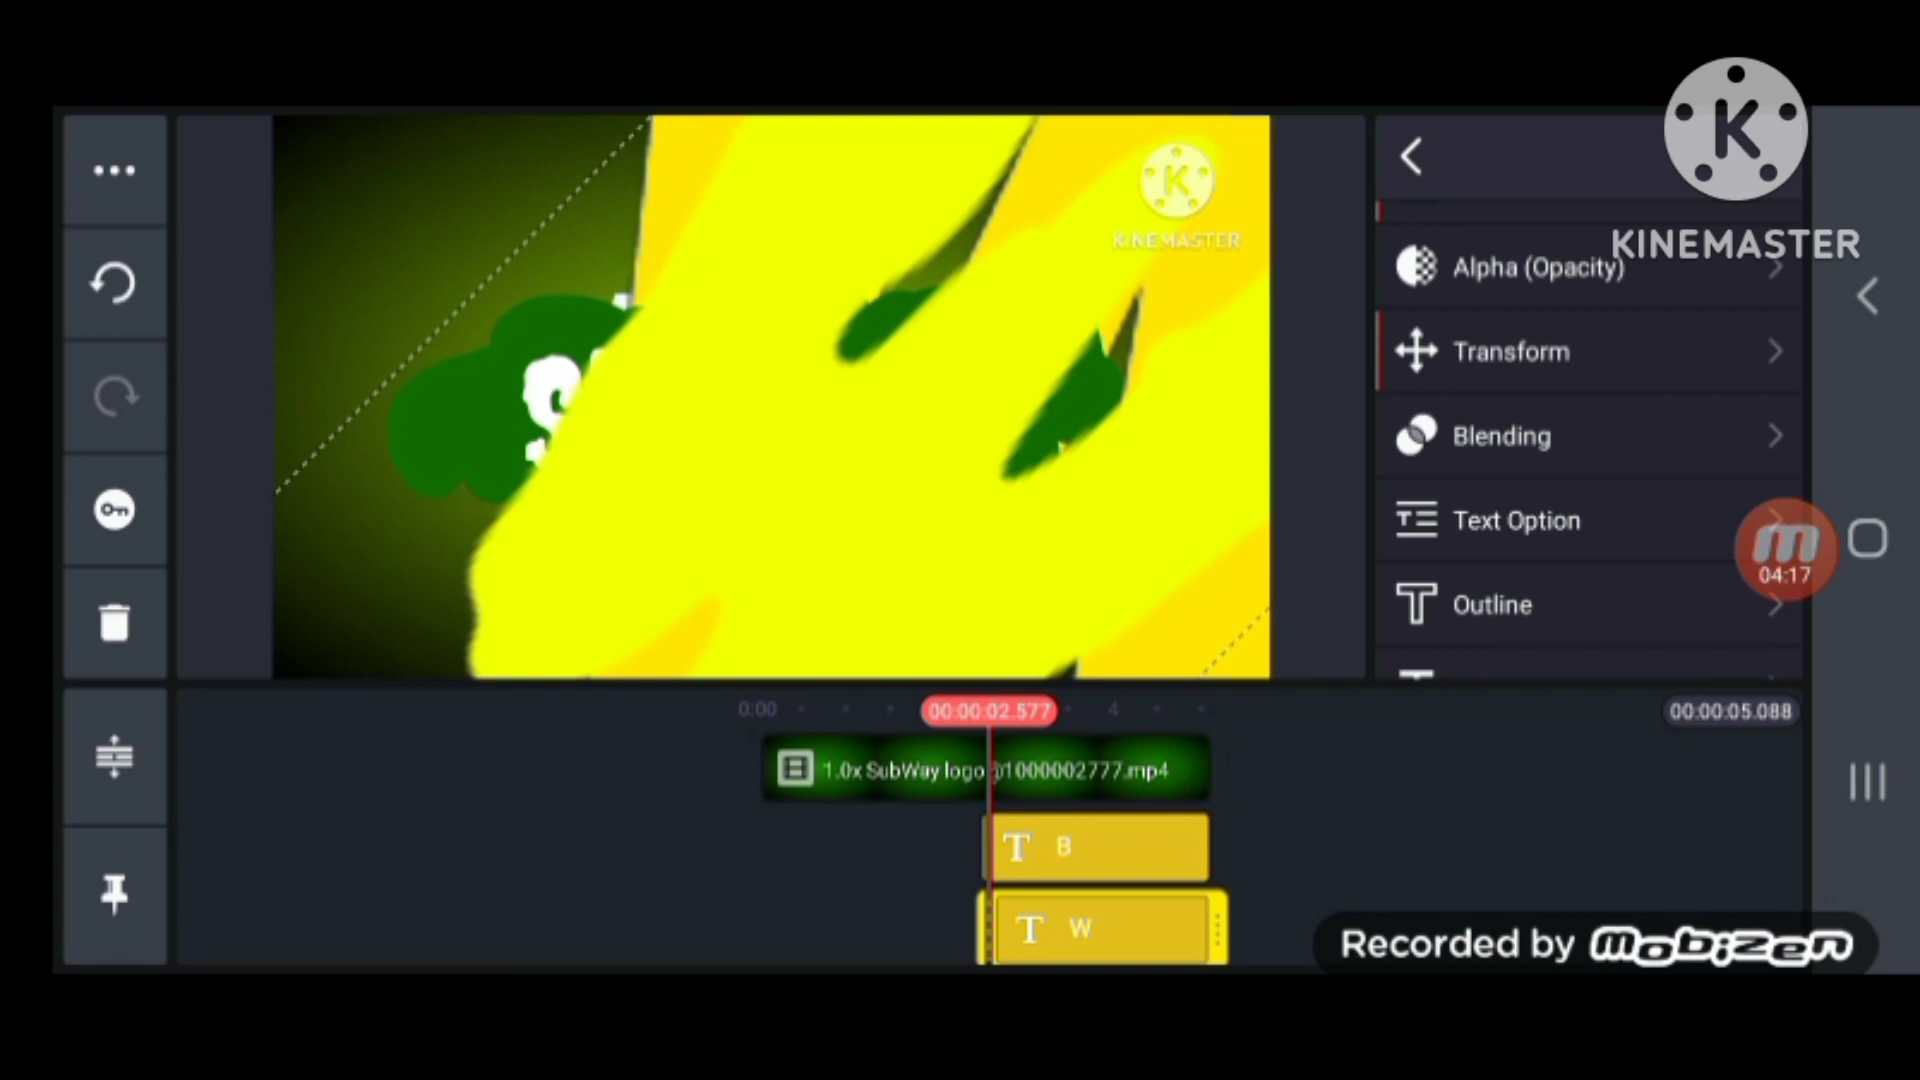 K
KINEMASTER
K
KINEMASTER
Alpha (Opacity)
Transform
Blending
Text Option
Outline
m
04:17
0:00
00:00:02.577
4
00:00:05.088
1.0x SubWay logo @1000002777.mp4
T B
T W
Recorded by mobizen